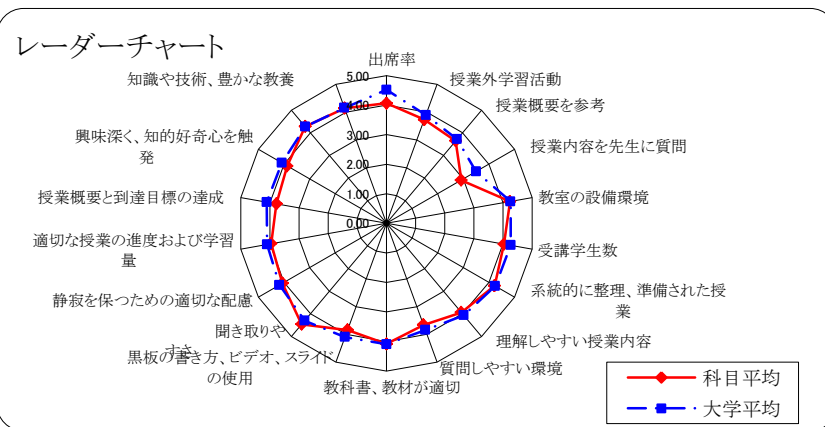 レーダーチャート
出席率
授業外学習活動
授業概要を参考
授業内容を先生に質問
教室の設備環境
受講学生数
系統的に整理、準備された授
業
理解しやすい授業内容
質問しやすい環境
教科書、教材が適切
黒板の書き方、ビデオ、スライド
の使用
聞き取りや
すさ
静寂を保つための適切な配慮
適切な授業の進度および学習
量
授業概要と到達目標の達成
興味深く、知的好奇心を触
発
知識や技術、豊かな教養
5.00
4.00
3.00
2.00
1.00
0.00
科目平均
大学平均